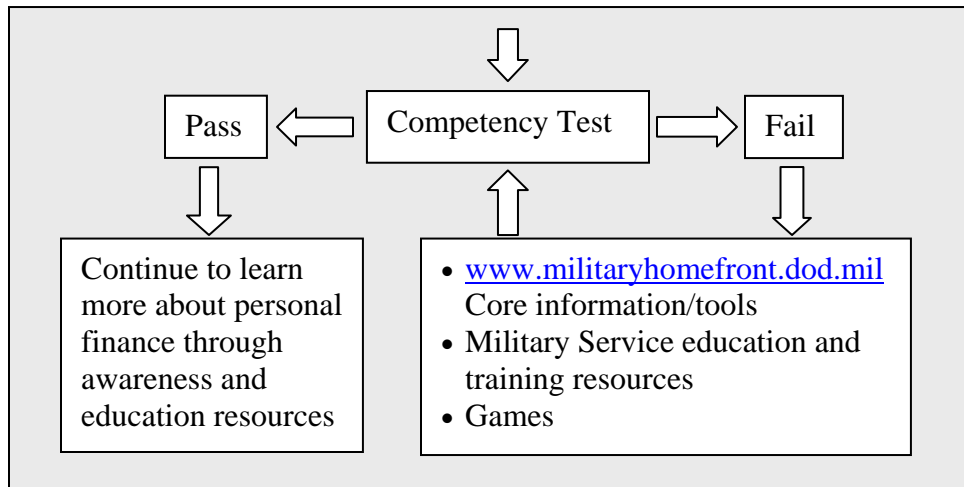 Pass
Competency Test
Fail
Continue to learn
more about personal
finance through
awareness and
education resources
• www.militaryhomefront.dod.mil
Core information/tools
• Military Service education and
training resources
• Games